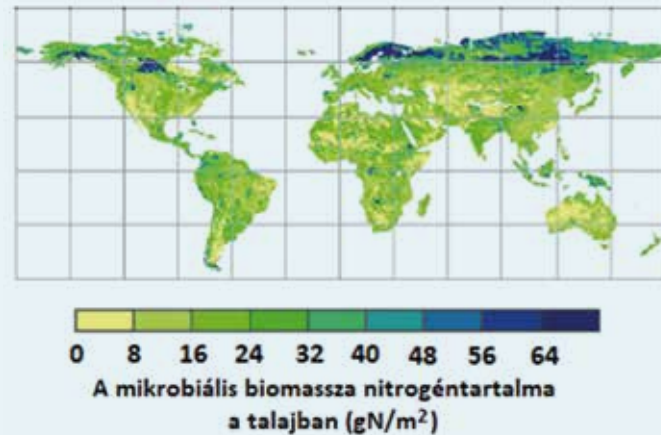 0 8 16 24 32 40 48 56 64
A mikrobiális biomassza nitrogéntartalma
a talajban (gN/m²)